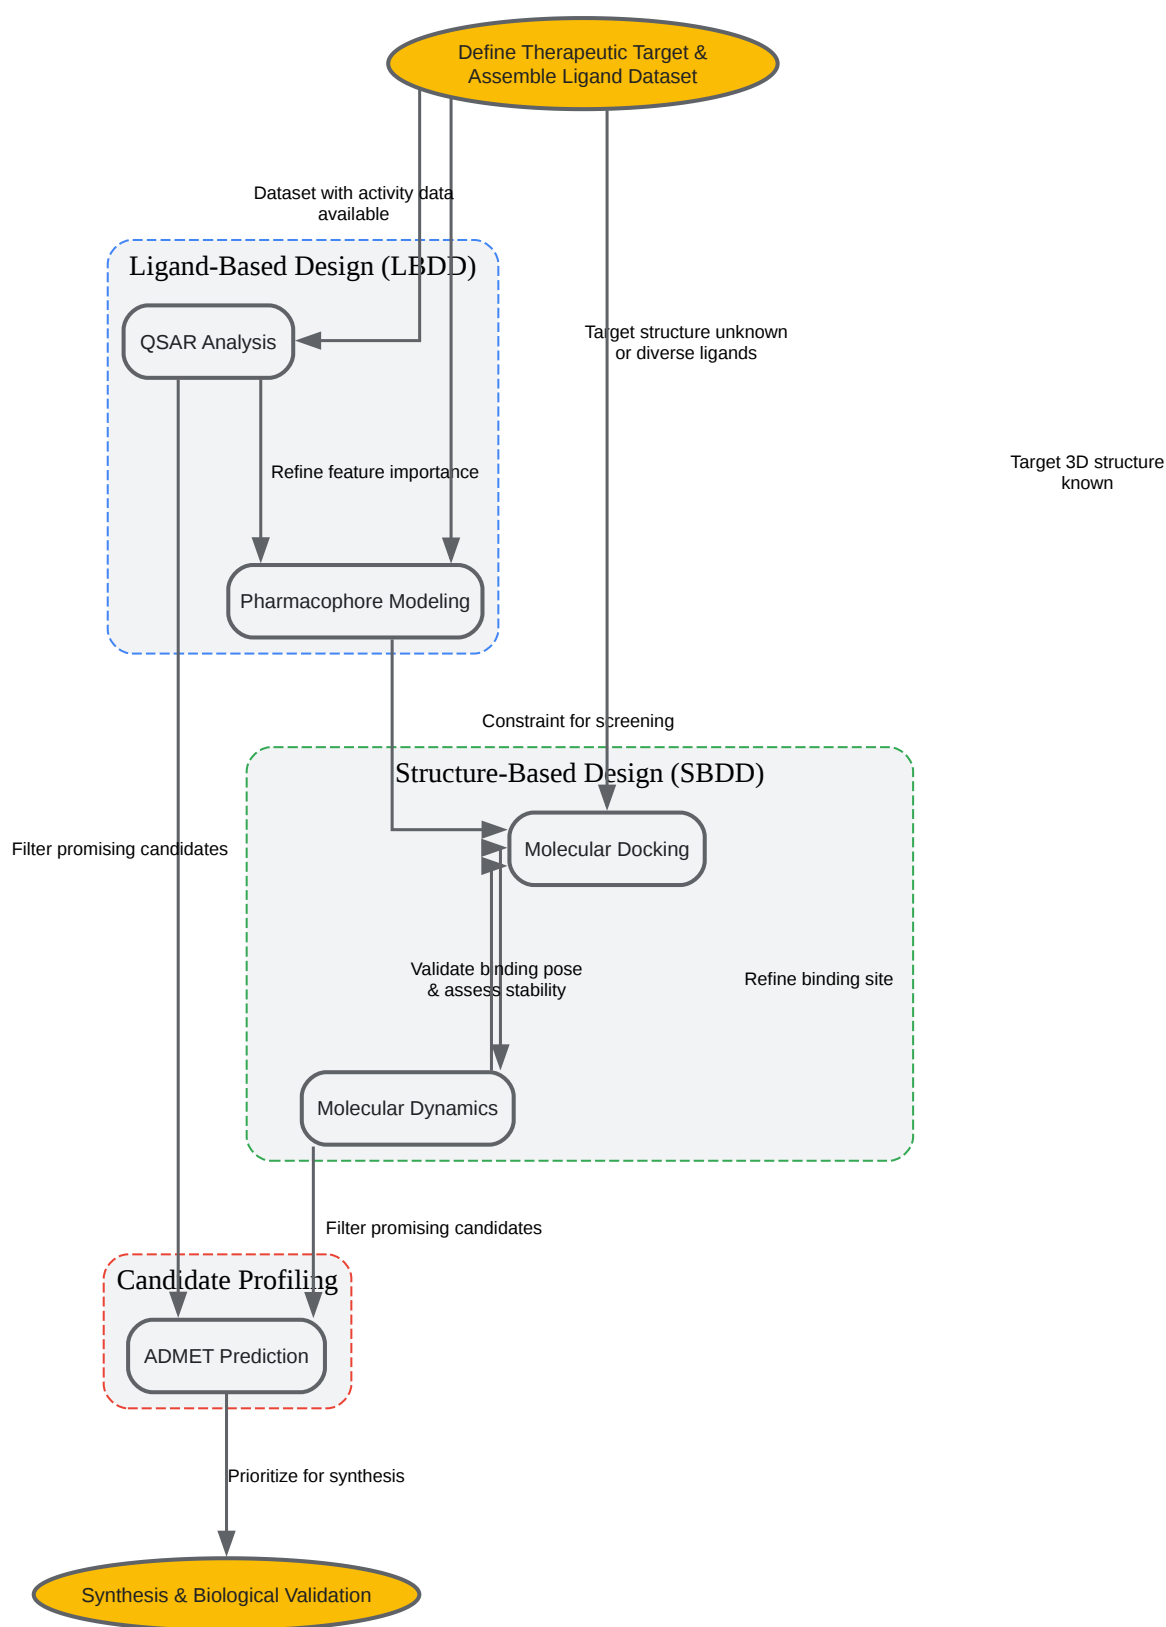 Define Therapeutic Target &
Assemble Ligand Dataset
Dataset with activity data
available
Ligand-Based Design (LBDD)
QSAR Analysis
Target structure unknown
or diverse ligands
Refine feature importance
Target 3D structure
known
Pharmacophore Modeling
Constraint for screening
Structure-Based Design (SBDD)
Filter promising candidates
Molecular Docking
Validate binding pose
& assess stability
Refine binding site
Molecular Dynamics
Filter promising candidates
Candidate Profiling
ADMET Prediction
Prioritize for synthesis
Synthesis & Biological Validation